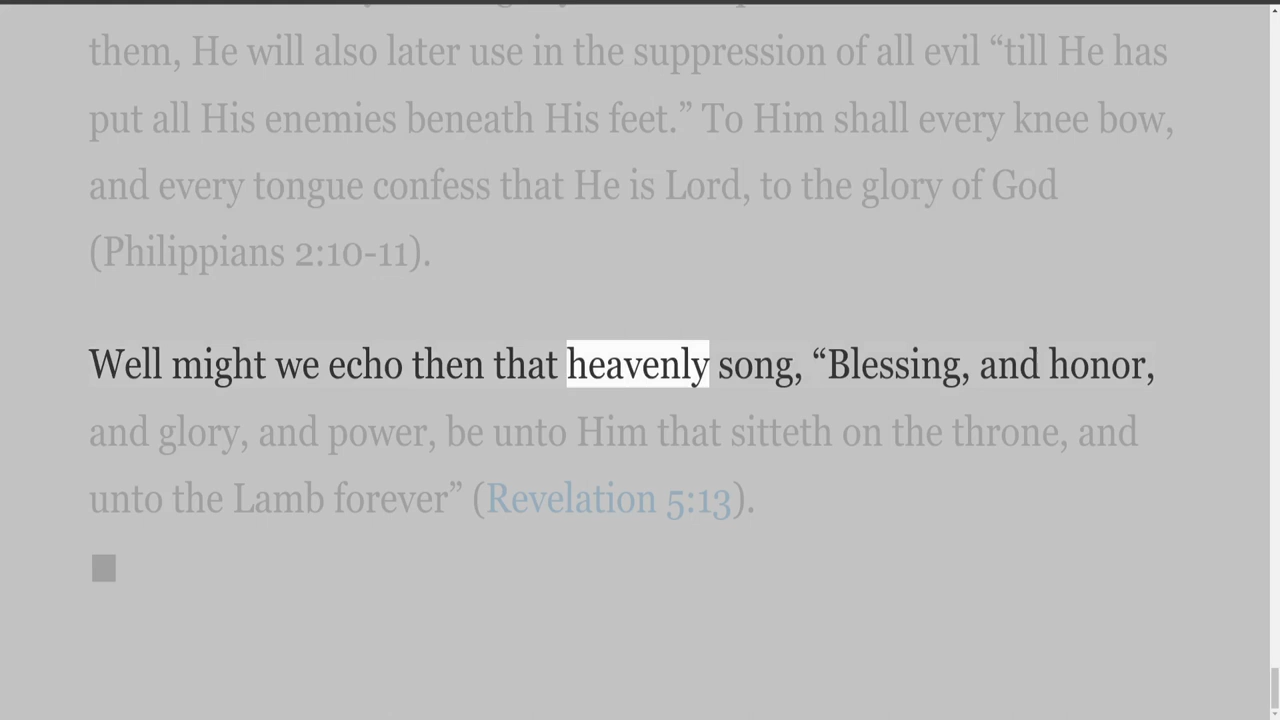 them, He will also later use in the suppression of all evil “till He has
put all His enemies beneath His feet.” To Him shall every knee bow,
and every tongue confess that He is Lord, to the glory of God
(Philippians 2:10-11).
Well might we echo then that heavenly song, “Blessing, and honor,
and glory, and power, be unto Him that sitteth on the throne, and
unto the Lamb forever” (Revelation 5:13).